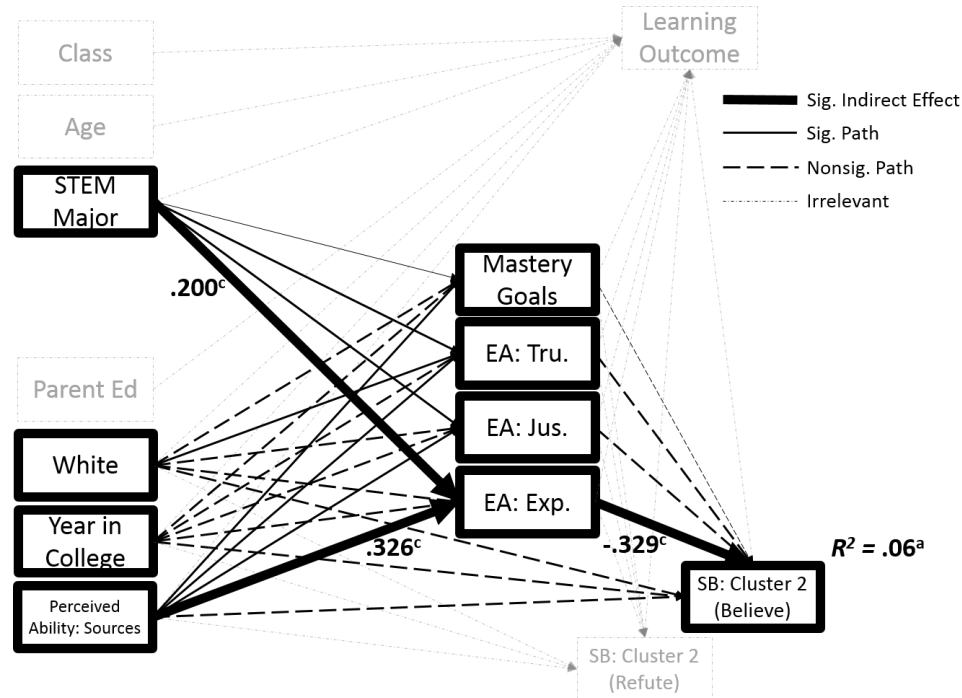 Class
Learning
Outcome
Sig. Indirect Effect
Age
Sig. Path
Nonsig. Path
STEM
Major
Irrelevant
.200ᶜ
Mastery
Goals
EA: Tru.
Parent Ed
EA: Jus.
White
EA: Exp.
Year in
College
.326ᶜ
-.329ᶜ
R² = .06ᵃ
Perceived
Ability: Sources
SB: Cluster 2
(Believe)
SB: Cluster 2
(Refute)